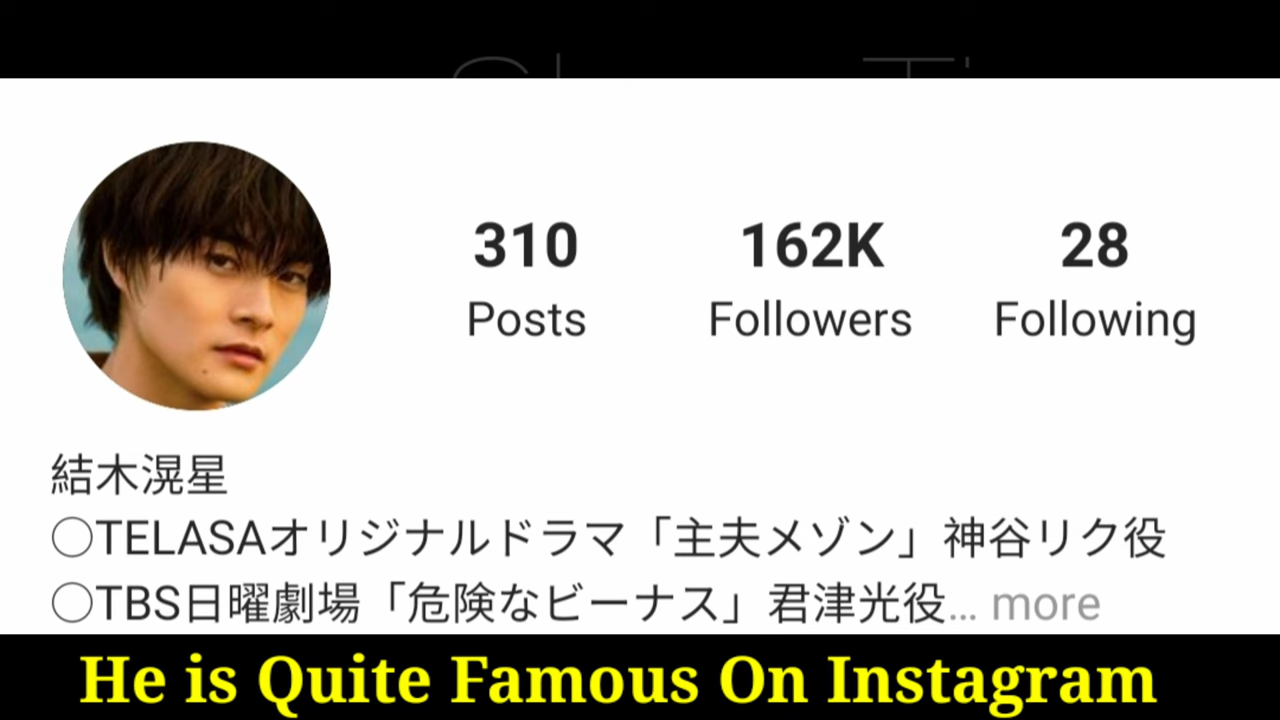 310 162K 28
Posts Followers Following
結木滉星
○TELASAオリジナルドラマ「主夫メゾン」神谷リク役
○TBS日曜劇場「危険なビーナス」君津光役... more
He is Quite Famous On Instagram